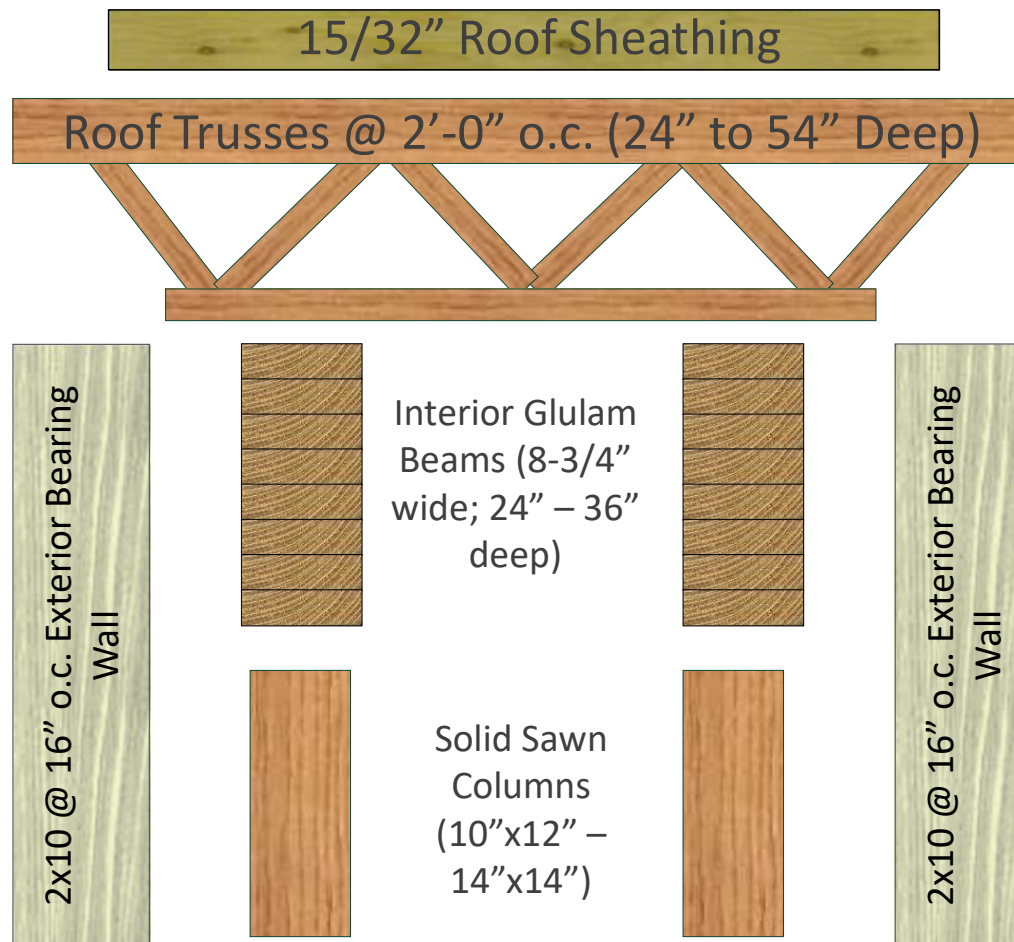 15/32” Roof Sheathing
Roof Trusses @ 2’-0” o.c. (24” to 54” Deep)
2x10 @ 16” o.c. Exterior Bearing
Wall
Interior Glulam
Beams (8-3/4”
wide; 24” – 36”
deep)
Solid Sawn
Columns
(10”x12” –
14”x14”)
2x10 @ 16” o.c. Exterior Bearing
Wall